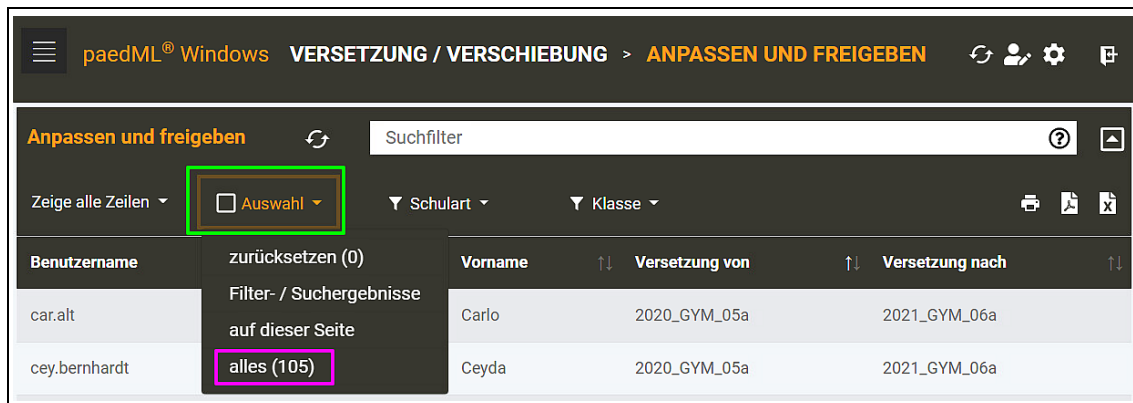 paedML® Windows VERSETZUNG / VERSCHIEBUNG > ANPASSEN UND FREIGEBEN
Anpassen und freigeben Suchfilter
Zeige alle Zeilen Auswahl Schulart Klasse
zurücksetzen (0)
Filter- / Suchergebnisse
auf dieser Seite
alles (105)
Benutzername Vorname Versetzung von Versetzung nach
car.alt Carlo 2020_GYM_05a 2021_GYM_06a
cey.bernhardt Ceyda 2020_GYM_05a 2021_GYM_06a